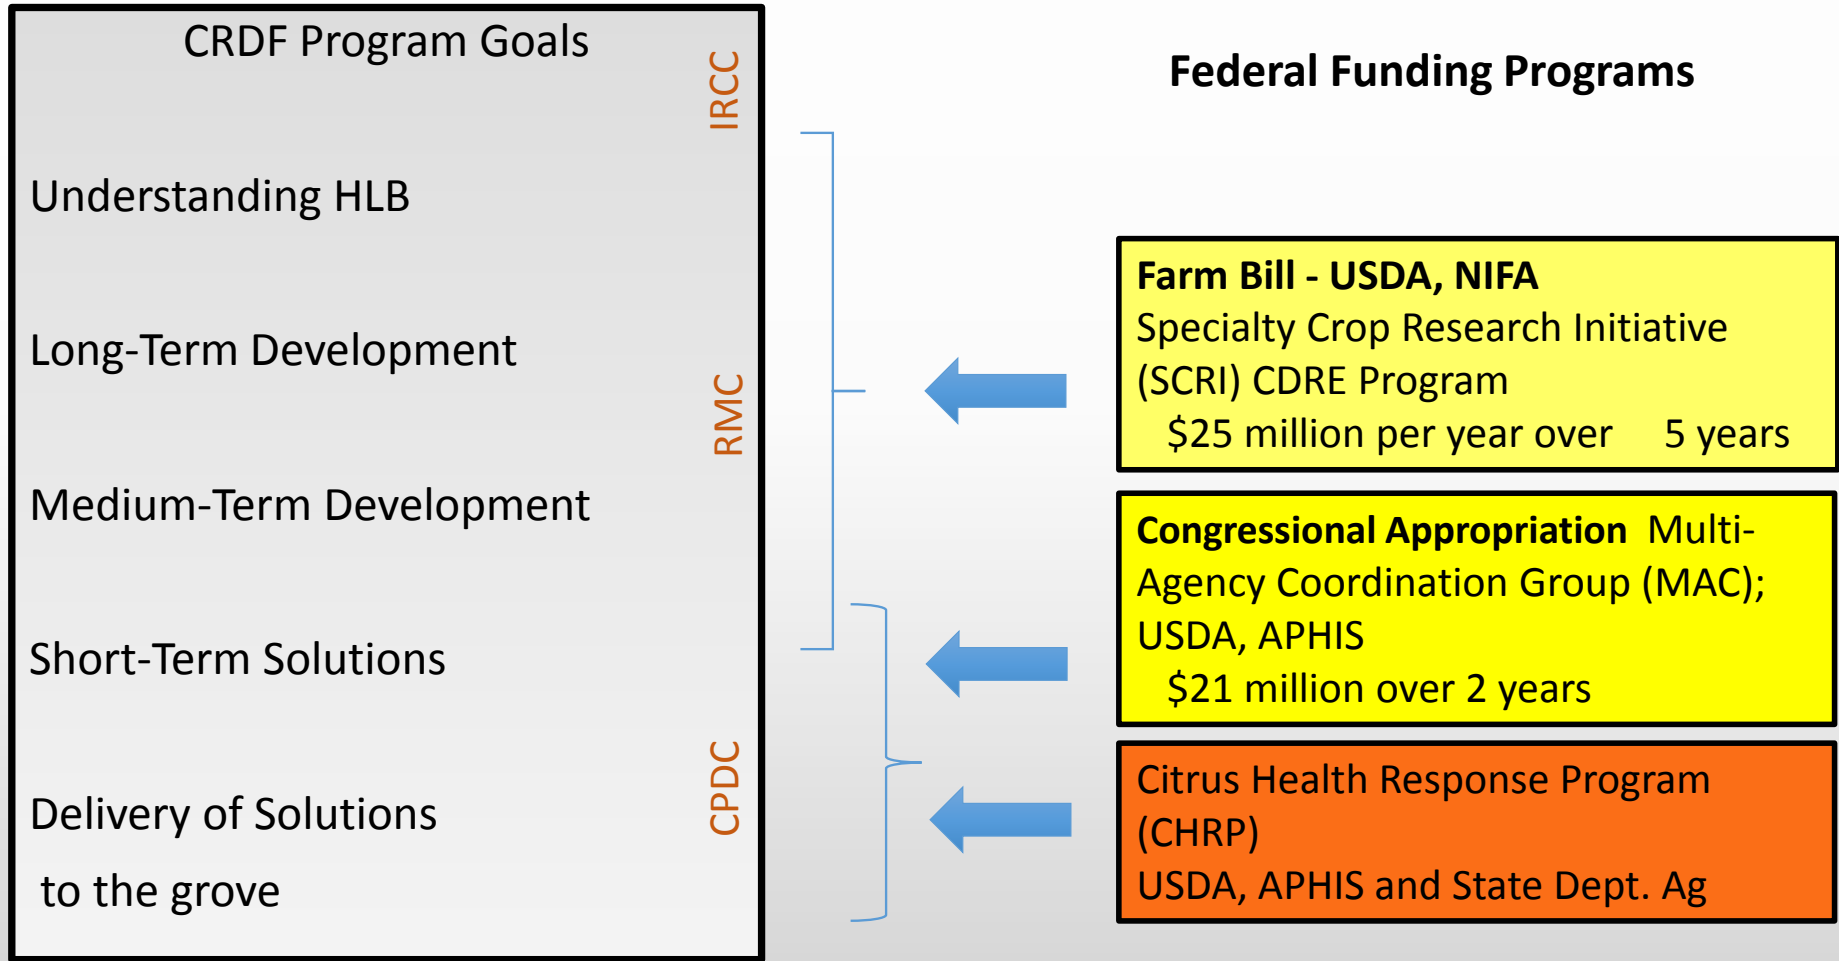 CRDF Program Goals
IRCC
Understanding HLB
Long-Term Development
RMC
Medium-Term Development
Short-Term Solutions
CPDC
Delivery of Solutions
to the grove
Federal Funding Programs
Farm Bill - USDA, NIFA
Specialty Crop Research Initiative
(SCRI) CDRE Program
$25 million per year over 5 years
Congressional Appropriation Multi-
Agency Coordination Group (MAC);
USDA, APHIS
$21 million over 2 years
Citrus Health Response Program
(CHRP)
USDA, APHIS and State Dept. Ag